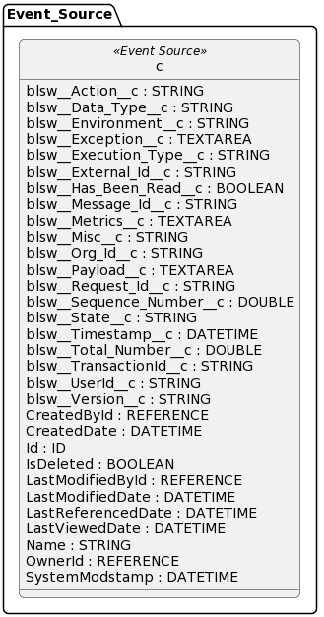 Event_Source
«Event Source»
c
blsw__Action__c : STRING
blsw__Data_Type__c : STRING
blsw__Environment__c : STRING
blsw__Exception__c : TEXTAREA
blsw__Execution_Type__c : STRING
blsw__External_Id__c : STRING
blsw__Has_Been_Read__c : BOOLEAN
blsw__Message_Id__c : STRING
blsw__Metrics__c : TEXTAREA
blsw__Misc__c : STRING
blsw__Org_Id__c : STRING
blsw__Payload__c : TEXTAREA
blsw__Request_Id__c : STRING
blsw__Sequence_Number__c : DOUBLE
blsw__State__c : STRING
blsw__Timestamp__c : DATETIME
blsw__Total_Number__c : DOUBLE
blsw__TransactionId__c : STRING
blsw__UserId__c : STRING
blsw__Version__c : STRING
CreatedById : REFERENCE
CreatedDate : DATETIME
Id : ID
IsDeleted : BOOLEAN
LastModifiedById : REFERENCE
LastModifiedDate : DATETIME
LastReferencedDate : DATETIME
LastViewedDate : DATETIME
Name : STRING
OwnerId : REFERENCE
SystemModstamp : DATETIME